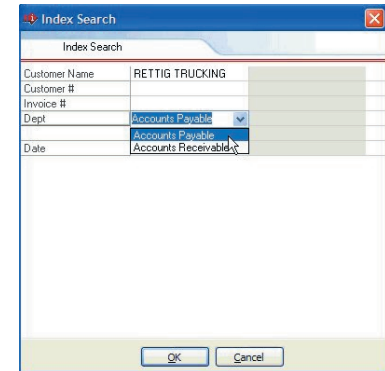 Index Search
Index Search
Customer Name RETTIG TRUCKING
Customer #
Invoice #
Dept Accounts Payable
Accounts Payable
Accounts Receivable
Date
OK Cancel